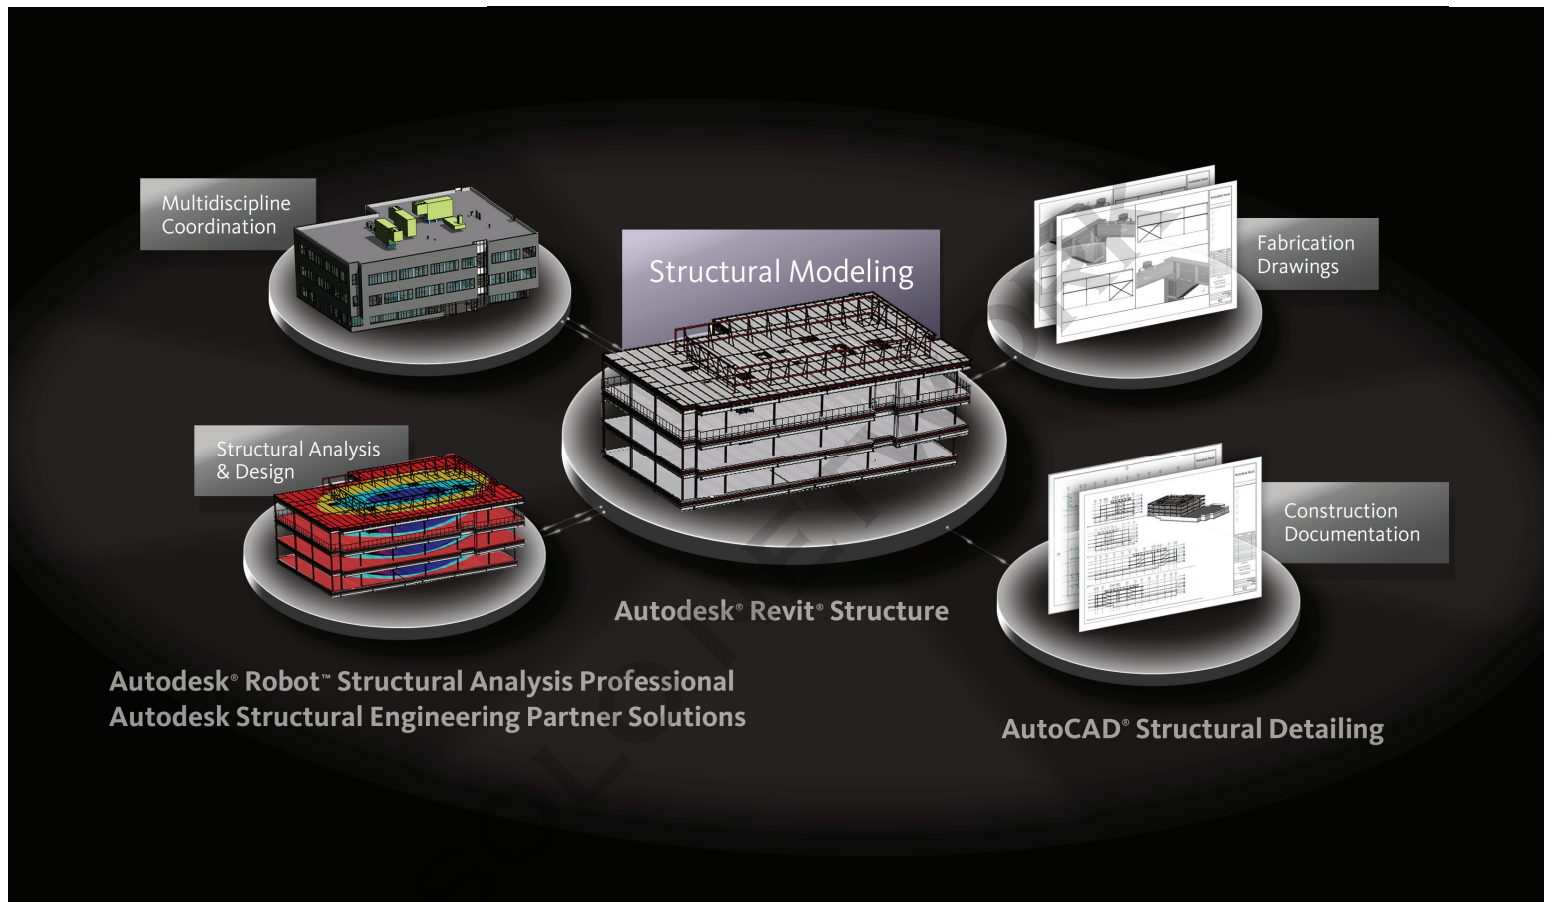 Multidiscipline
Coordination
Structural Modeling
Fabrication
Drawings
Structural Analysis
& Design
Construction
Documentation
Autodesk® Revit® Structure
Autodesk® Robot™ Structural Analysis Professional
Autodesk Structural Engineering Partner Solutions
AutoCAD® Structural Detailing